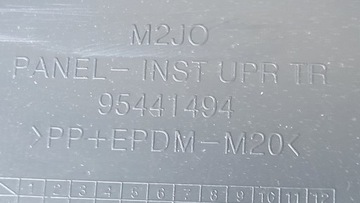 M2JO
PANEL- INST UPR TR
95441494
>PP+EPDM-M20<
1 2 3 4 5 6 7 8 9 10 11 12